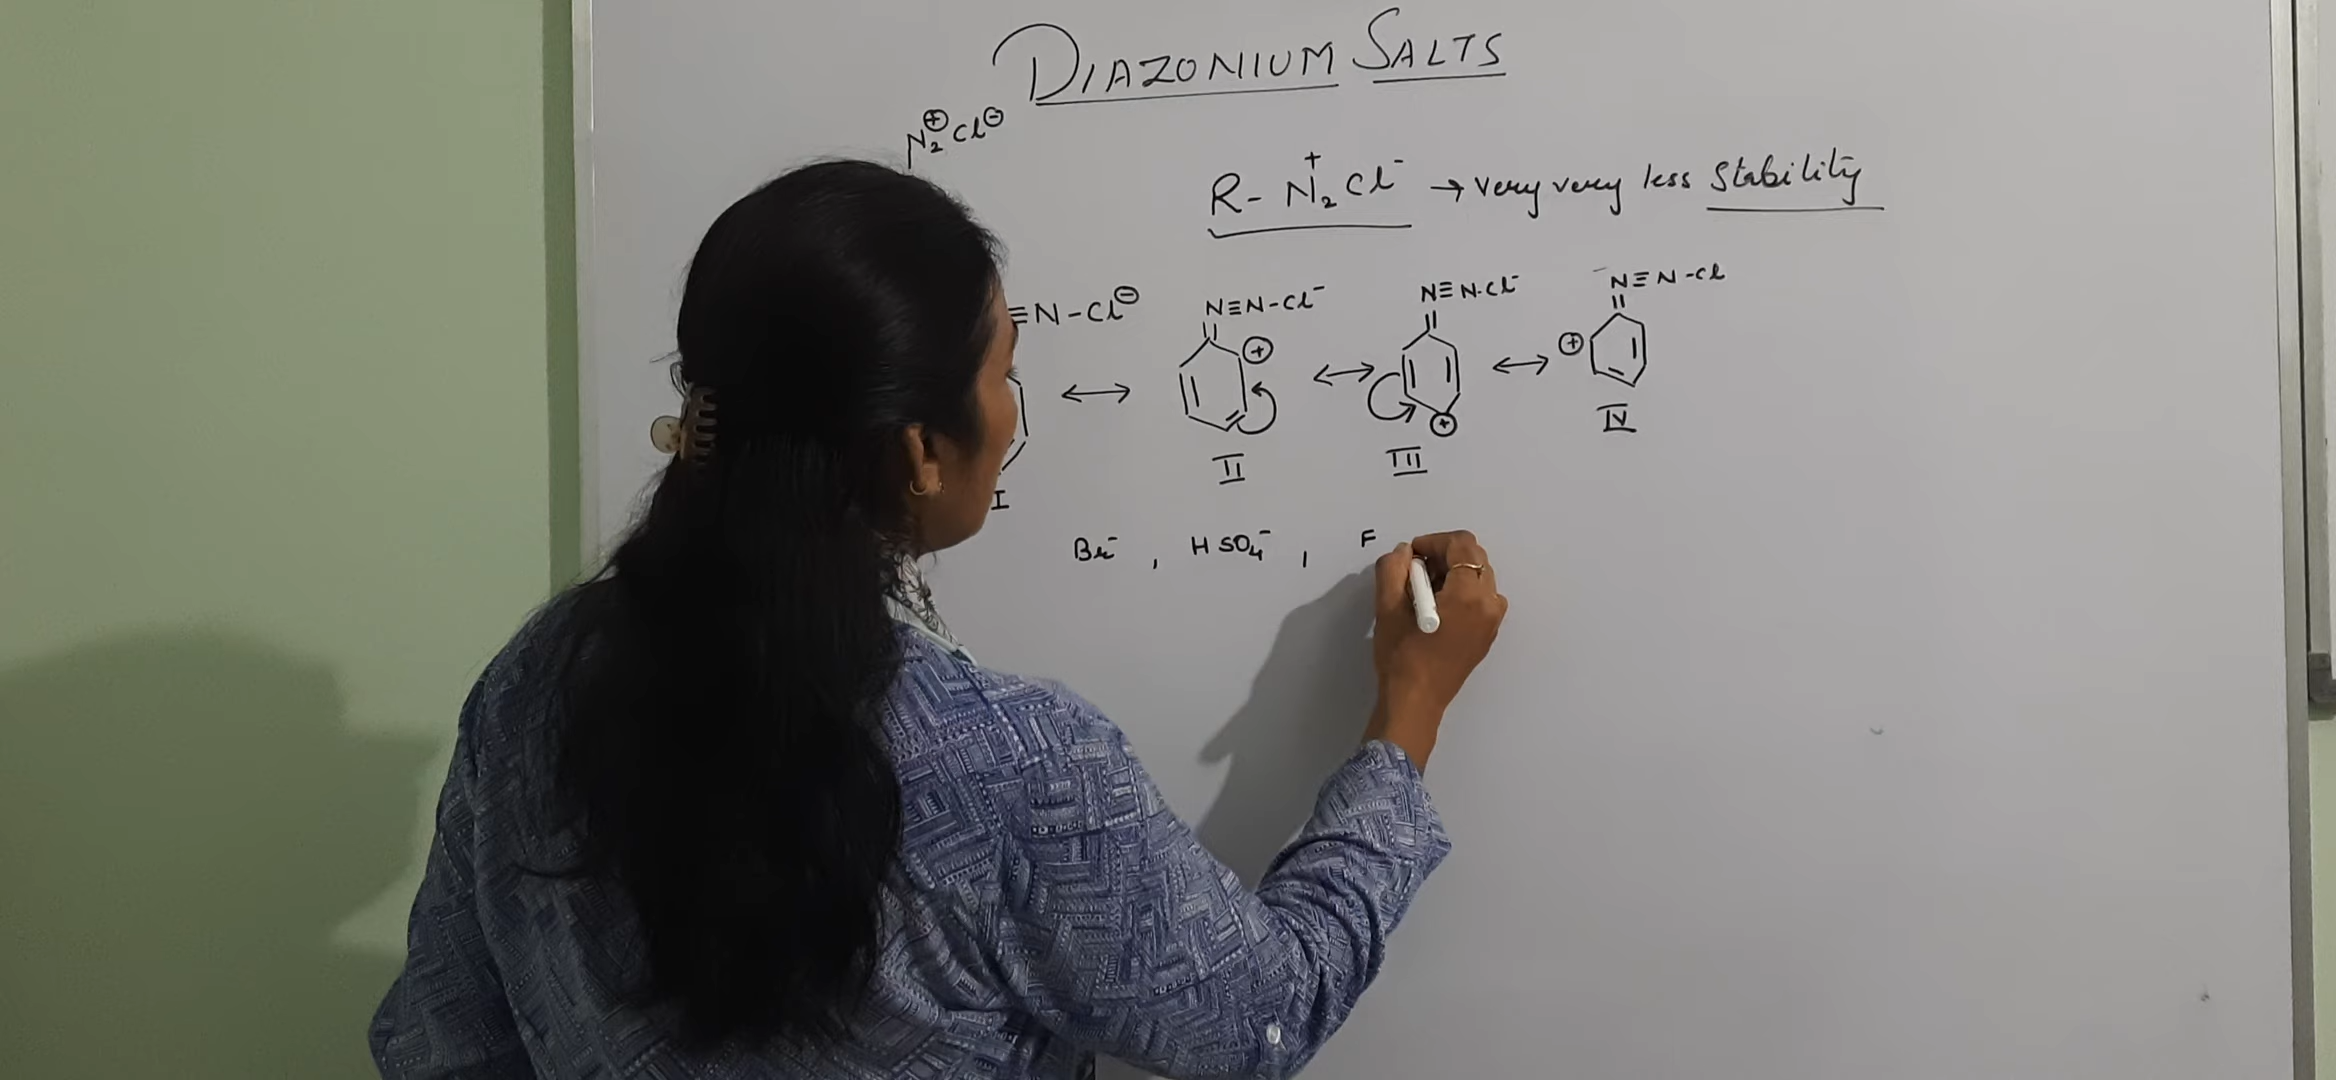 DIAZONIUM SALTS
N₂⊕Cl⊖
R- N₂⁺Cl⁻ → very very less stability
≡N-Cl⊖ ↔ N≡N-Cl⁻ ⊕ ↔ N≡N-Cl⁻ ⊕ ↔ ⊕ N≡N-Cl
I II III IV
Br⁻ , HSO₄⁻ , F